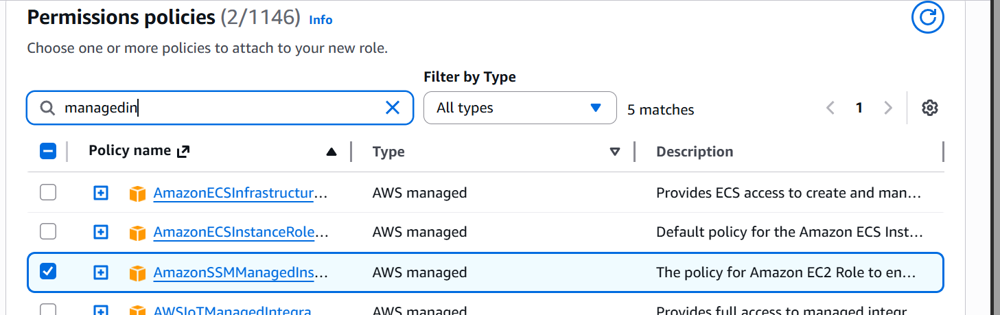 Permissions policies (2/1146) Info
Choose one or more policies to attach to your new role.
Filter by Type
managedin All types 5 matches 1
Policy name Type Description
AmazonECSInfrastructur... AWS managed Provides ECS access to create and man...
AmazonECSInstanceRole... AWS managed Default policy for the Amazon ECS Inst...
AmazonSSMManagedIns... AWS managed The policy for Amazon EC2 Role to en...
AWSIoTManagedIntegra AWS managed Provides full access to managed integr